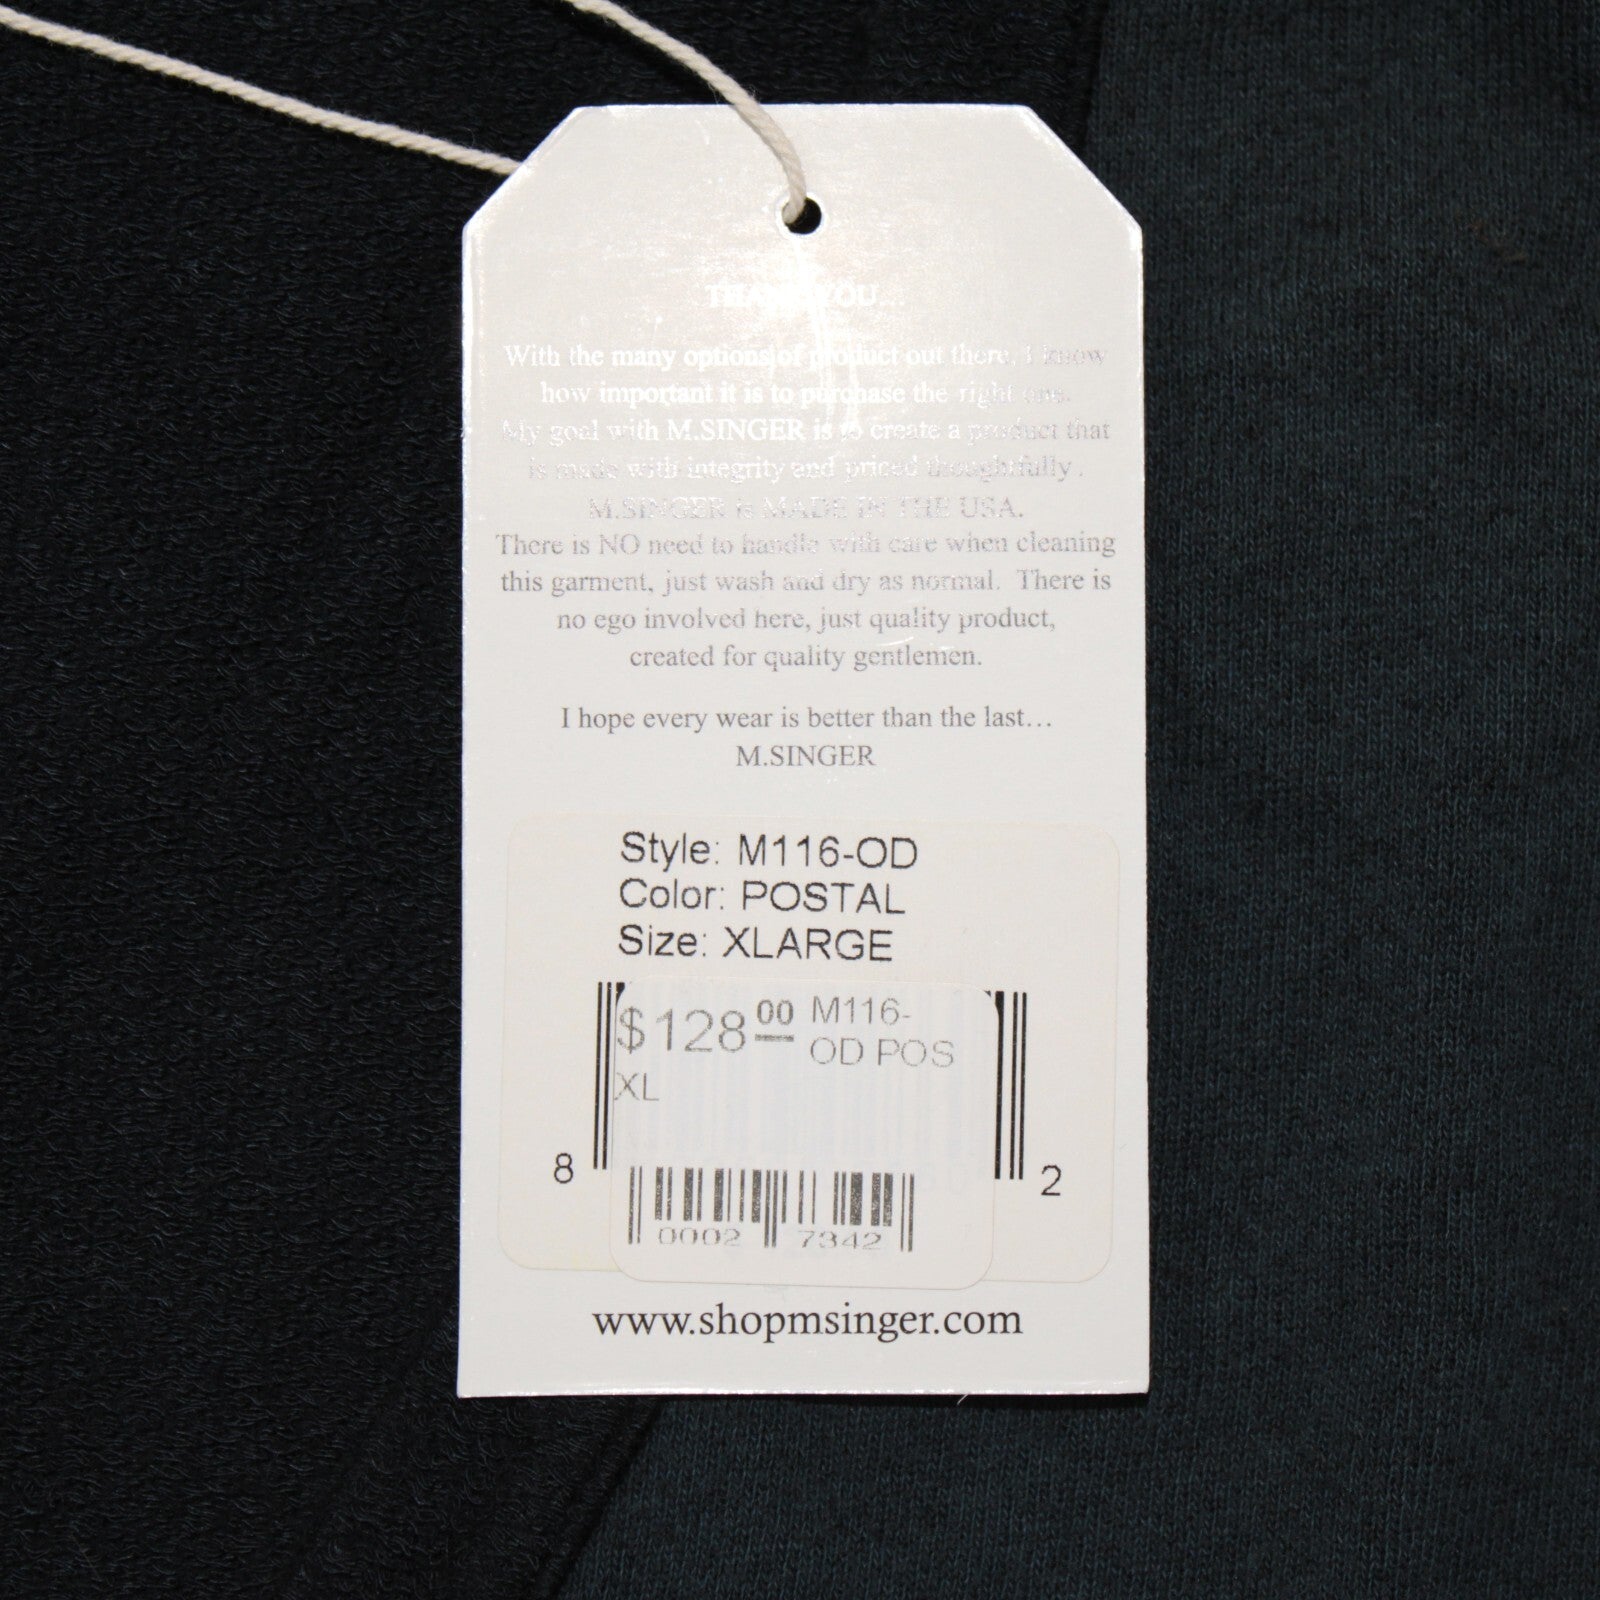 THANK YOU...
With the many options of product out there, I know
how important it is to purchase the right one.
My goal with M.SINGER is to create a product that
is made with integrity and priced thoughtfully.
M.SINGER is MADE IN THE USA.
There is NO need to handle with care when cleaning
this garment, just wash and dry as normal. There is
no ego involved here, just quality product,
created for quality gentlemen.
I hope every wear is better than the last...
M.SINGER
Style: M116-OD
Color: POSTAL
Size: XLARGE
$128.00 M116-
OD POS
XL
8 2
0002 7342
www.shopmsinger.com